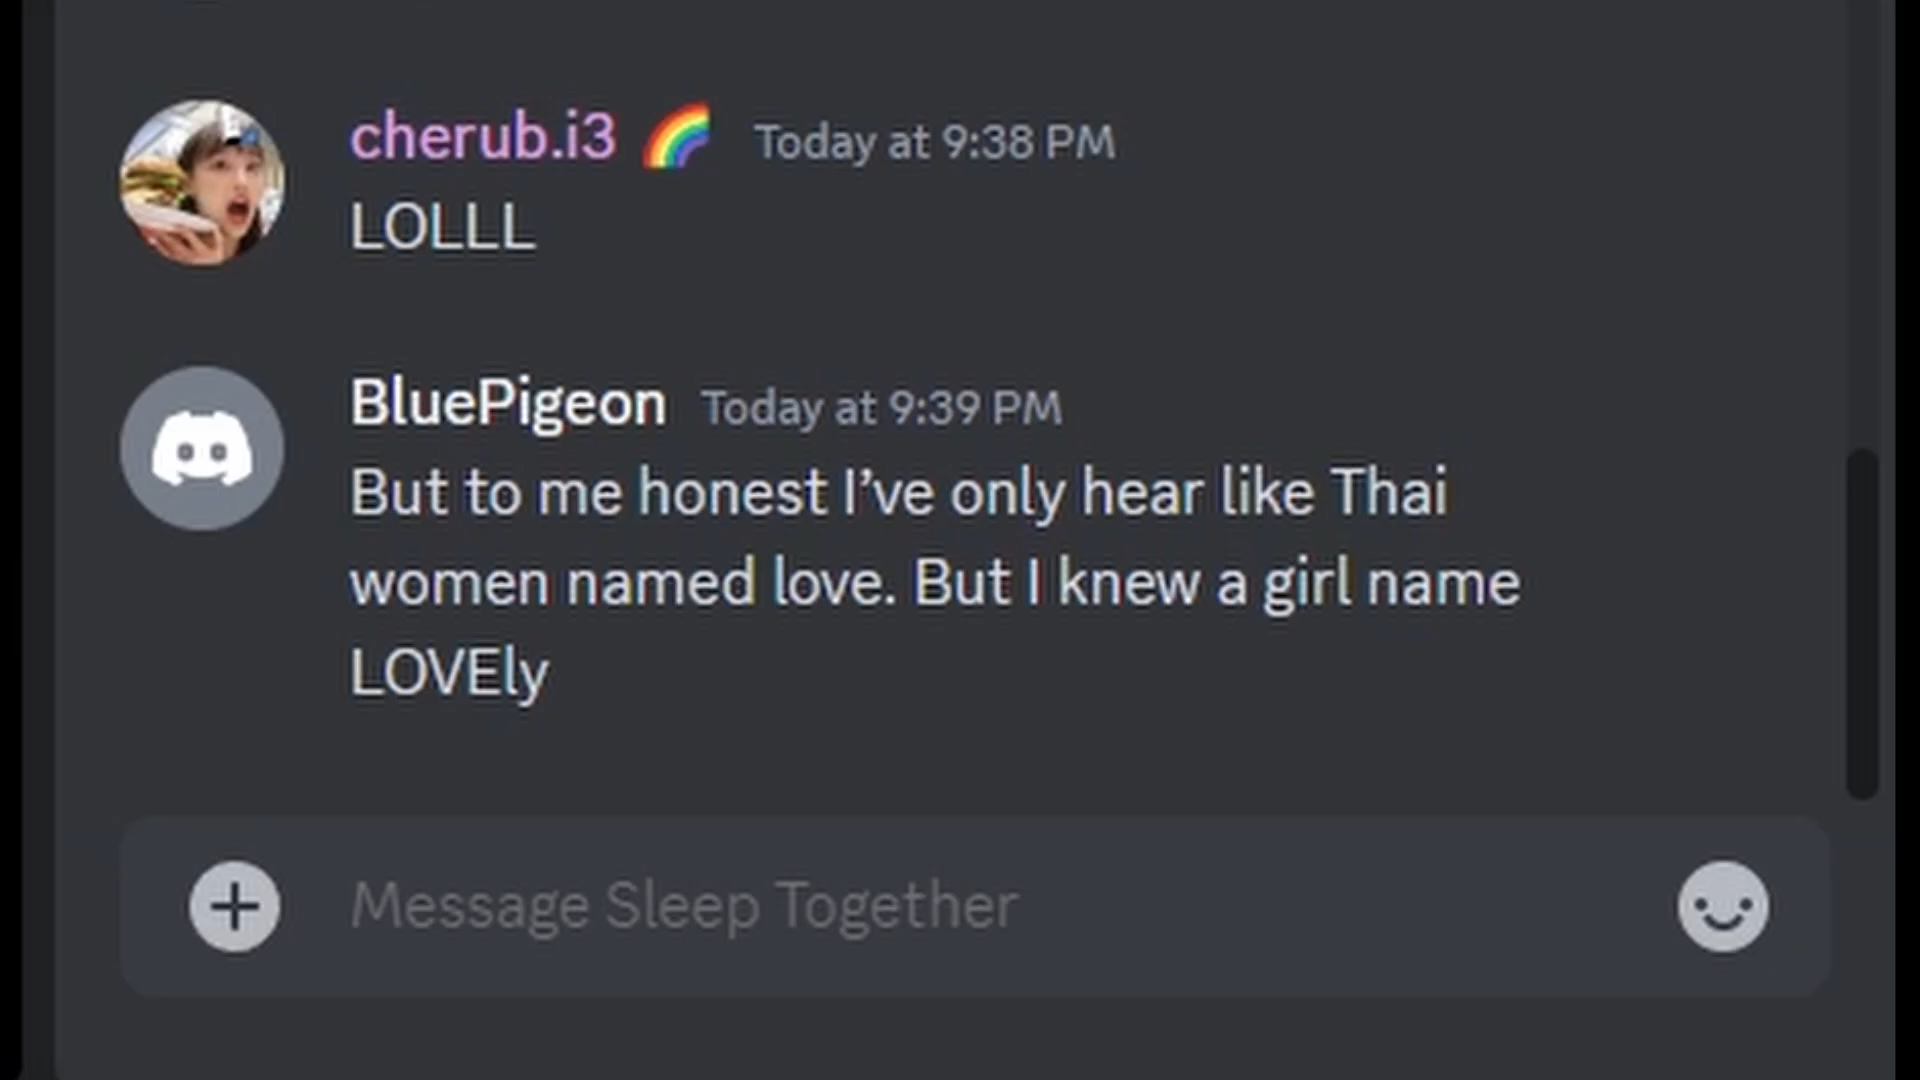 cherub.i3 🌈 Today at 9:38 PM
LOLLL
BluePigeon Today at 9:39 PM
But to me honest I’ve only hear like Thai
women named love. But I knew a girl name
LOVEly
Message Sleep Together